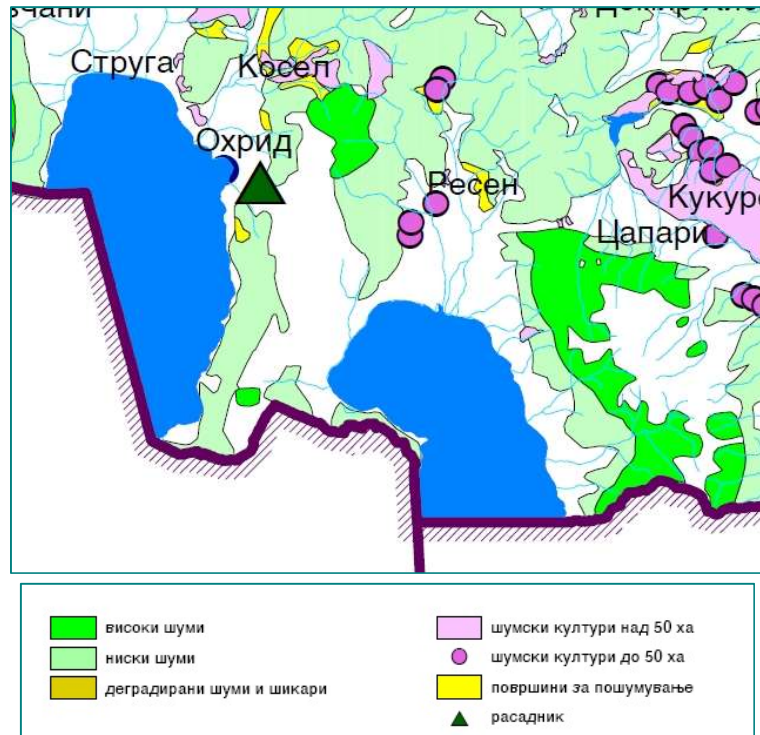 Струга
Косел
Охрид
Ресен
Цапари
високи шуми
ниски шуми
деградирани шуми и шикари
шумски култури над 50 ха
шумски култури до 50 ха
површини за пошумување
расадник